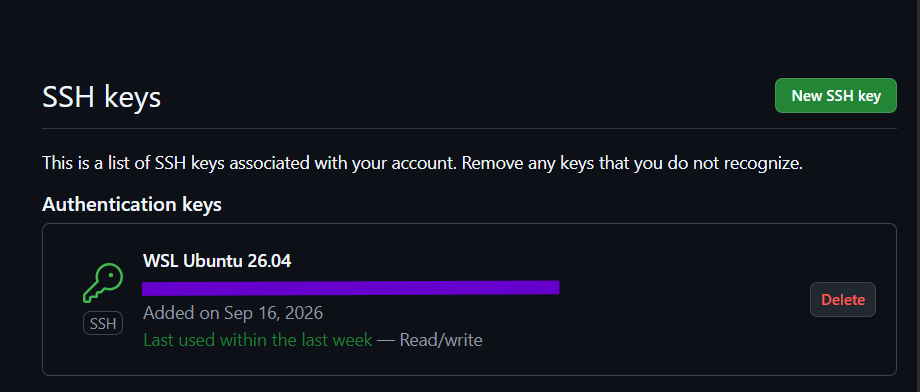 SSH keys
New SSH key
This is a list of SSH keys associated with your account. Remove any keys that you do not recognize.
Authentication keys
WSL Ubuntu 26.04
Added on Sep 16, 2026
SSH
Last used within the last week — Read/write
Delete